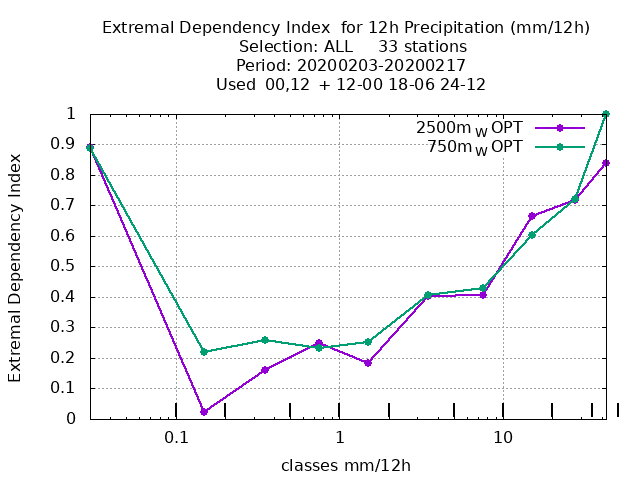 Extremal Dependency Index  for 12h Precipitation (mm/12h)
Selection: ALL     33 stations
Period: 20200203-20200217
Used  00,12  + 12-00 18-06 24-12
2500m W OPT
750m W OPT
1
0.9
0.8
0.7
0.6
0.5
0.4
0.3
0.2
0.1
0
Extremal Dependency Index
0.1
1
10
classes mm/12h